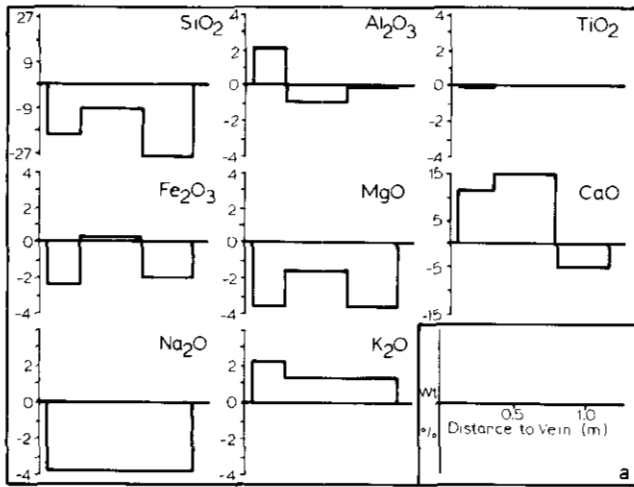 SiO₂ Al₂O₃ TiO₂
27 9 -9 -27
4 2 0 -2 -4
4 2 0 -2 -4
Fe₂O₃ MgO CaO
4 2 0 -2 -4
4 2 0 -2 -4
15 5 -5 -15
Na₂O K₂O
4 2 0 -2 -4
4 2 0 -2 -4
Wt %
0.5 1.0
Distance to Vein (m)
a